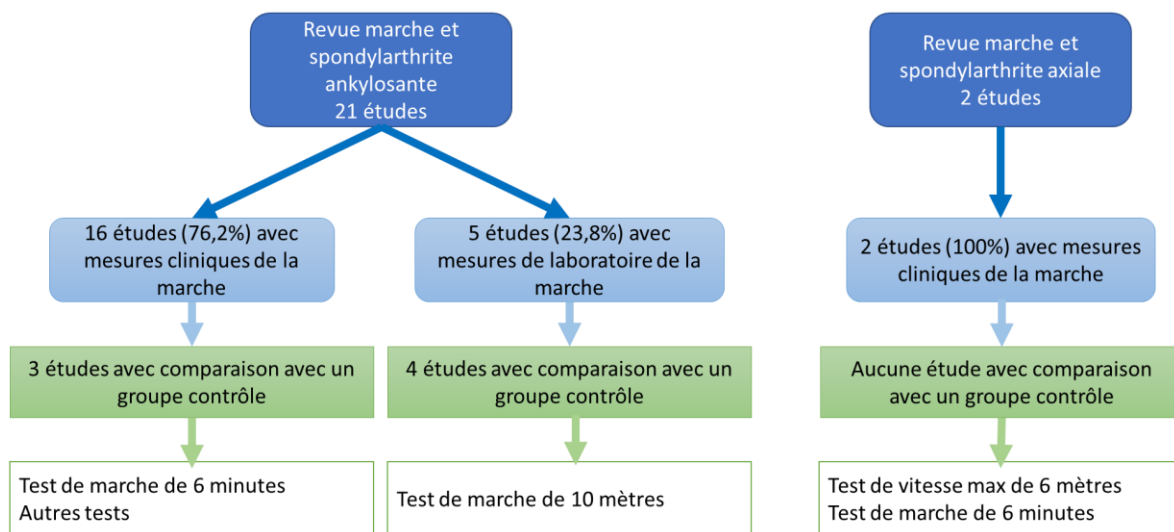 Revue marche et
spondylarthrite
ankylosante
21 études
Revue marche et
spondylarthrite axiale
2 études
16 études (76,2%) avec
mesures cliniques de la
marche
5 études (23,8%) avec
mesures de laboratoire de la
marche
2 études (100%) avec mesures
cliniques de la marche
3 études avec comparaison avec un
groupe contrôle
4 études avec comparaison avec un
groupe contrôle
Aucune étude avec comparaison
avec un groupe contrôle
Test de marche de 6 minutes
Autres tests
Test de marche de 10 mètres
Test de vitesse max de 6 mètres
Test de marche de 6 minutes